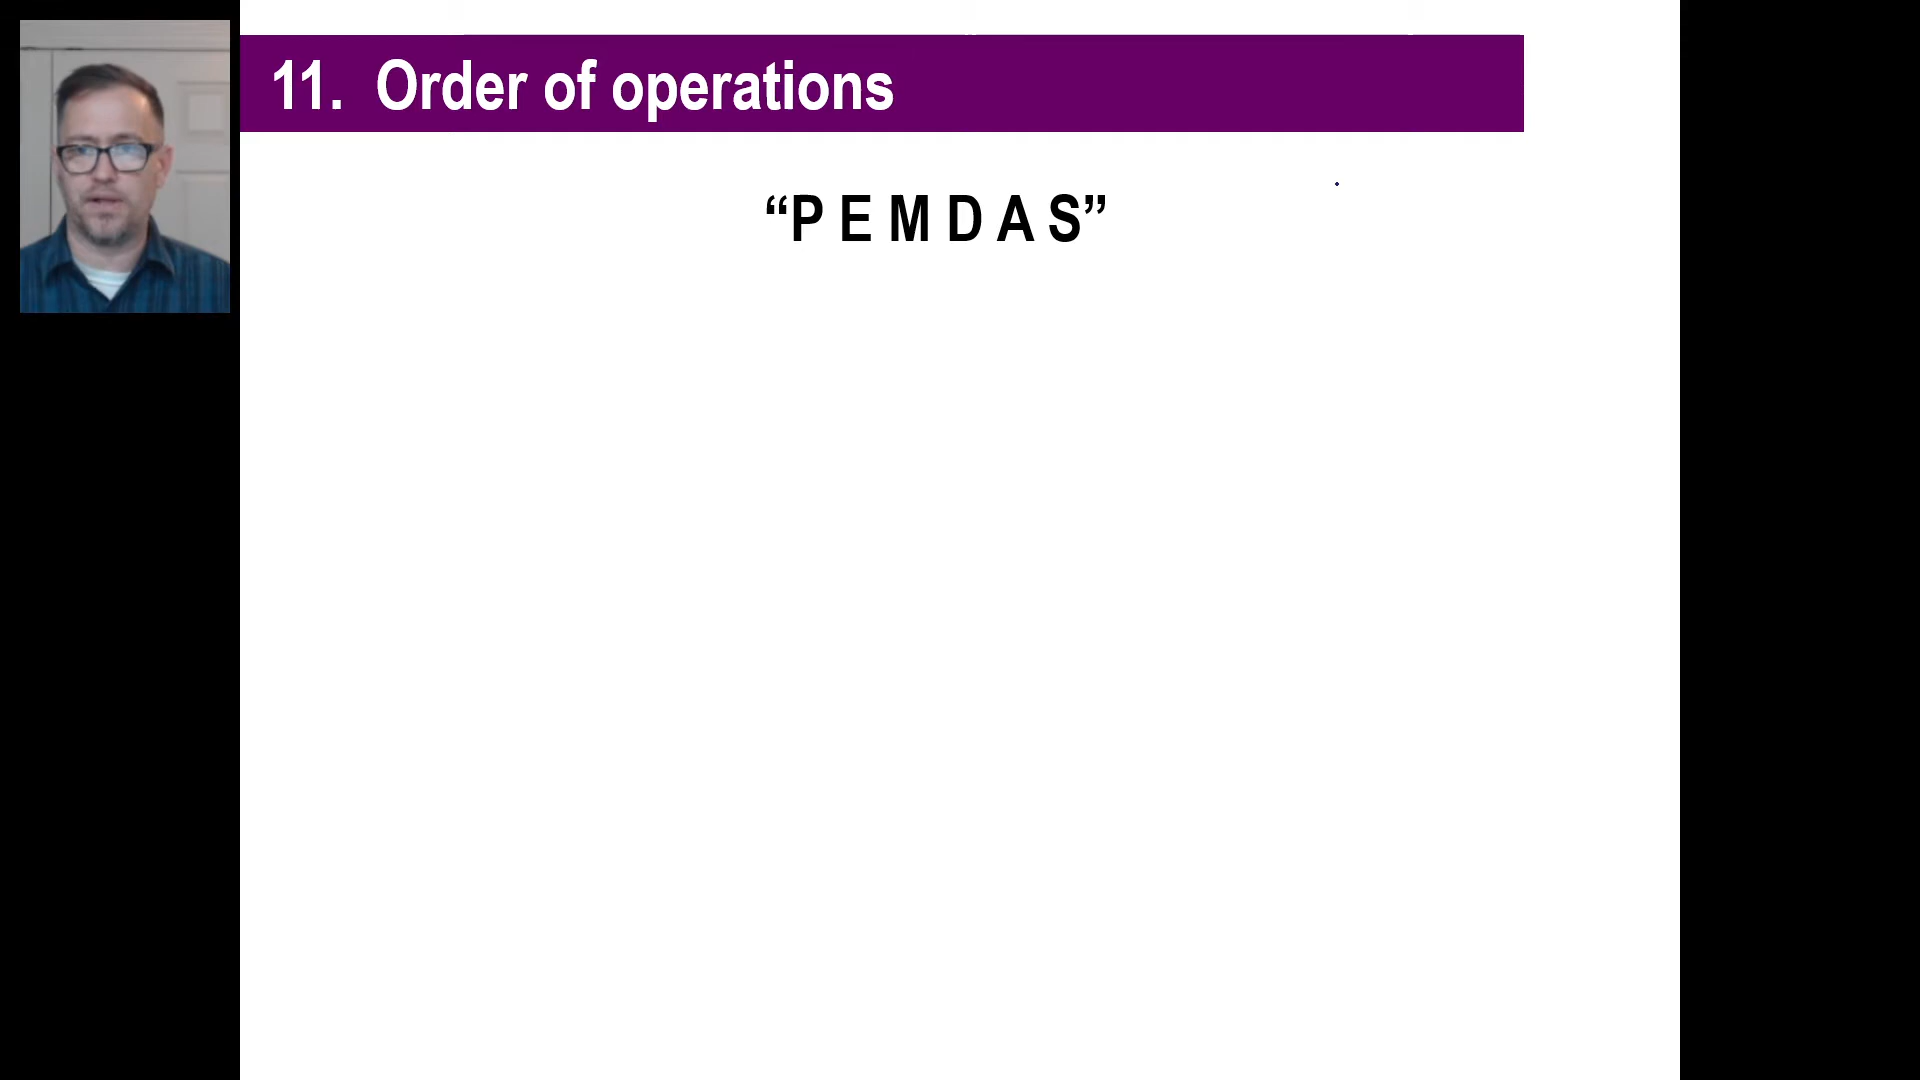 11. Order of operations
“P E M D A S”